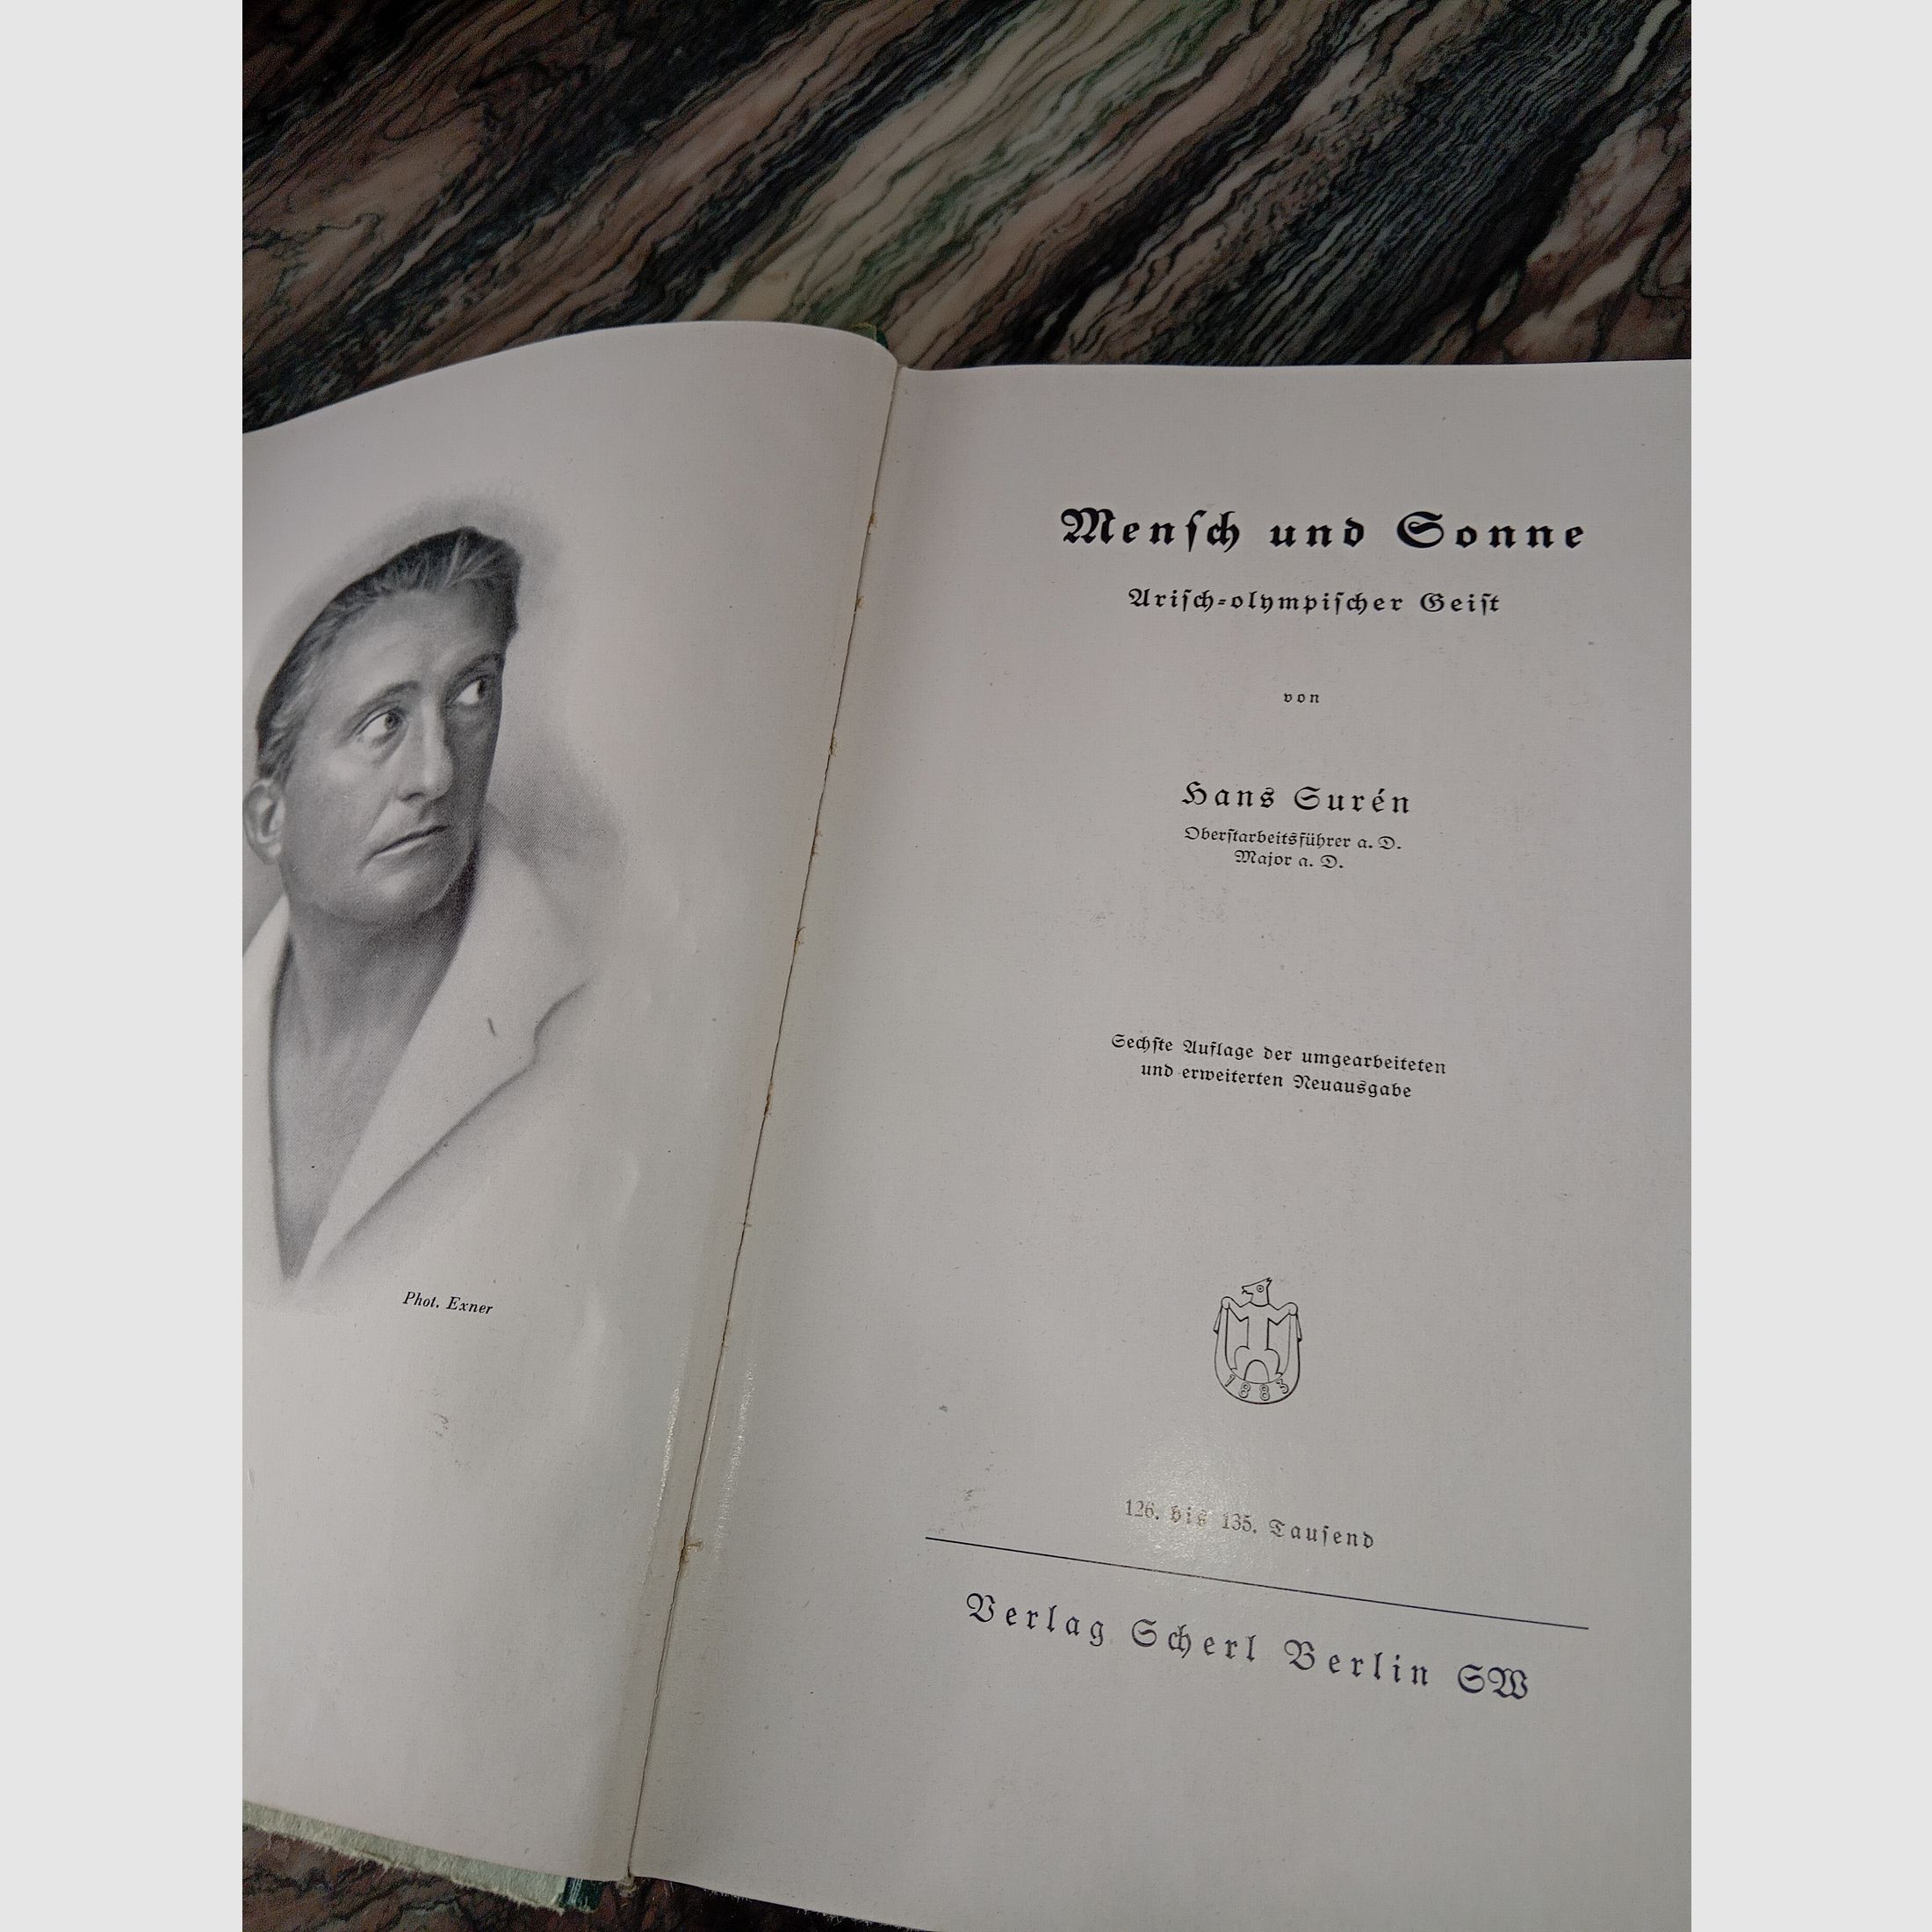 Phot. Exner
Menſch und Sonne
Ariſch-olympiſcher Geiſt
von
Hans Surén
Oberſtarbeitsführer a. D.
Major a. D.
Sechſte Auflage der umgearbeiteten
und erweiterten Neuausgabe
1883
126. bis 135. Tauſend
Verlag Scherl Berlin SW